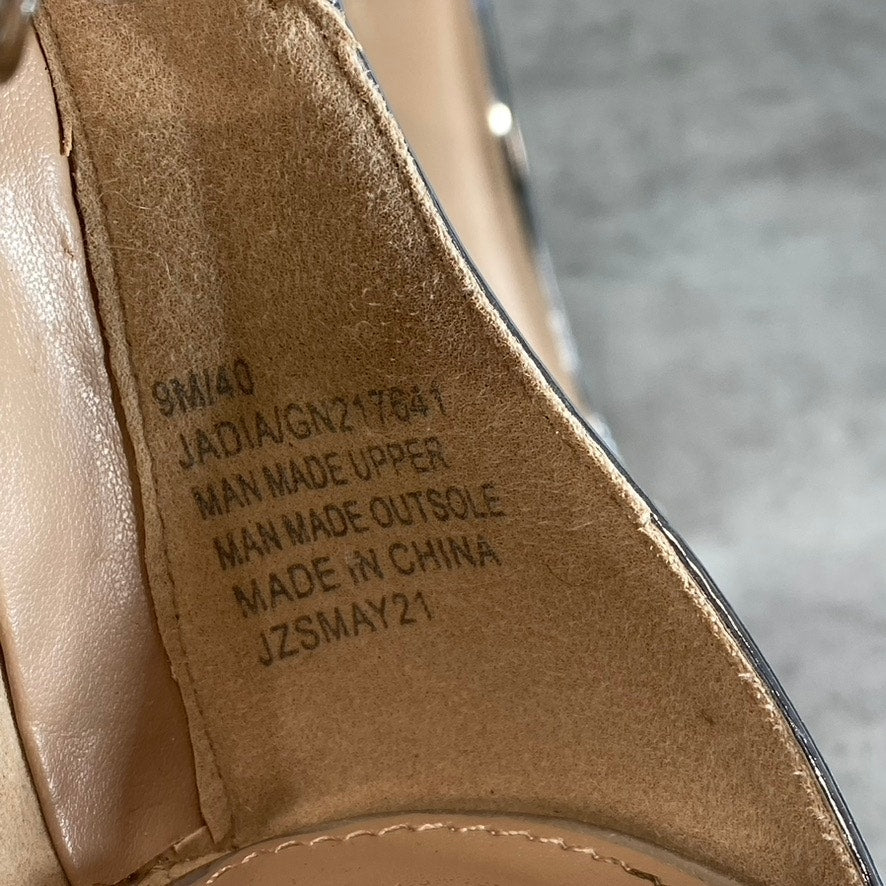 9M/40
JADIA/GN217641
MAN MADE UPPER
MAN MADE OUTSOLE
MADE IN CHINA
JZSMAY21